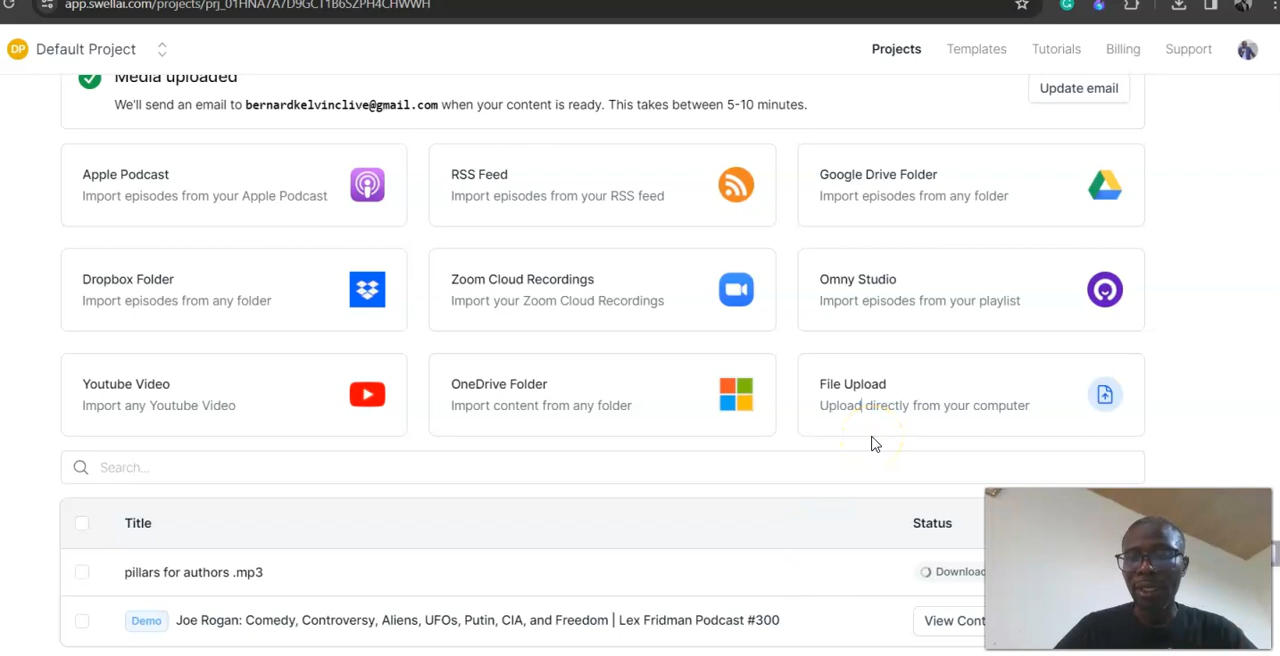 app.swellai.com/projects/prj_01HNA7A7D9GCT1B6SZPH4CHWWH
DP Default Project
Projects Templates Tutorials Billing Support
Media uploaded
We'll send an email to bernardkelvinclive@gmail.com when your content is ready. This takes between 5-10 minutes.
Update email
Apple Podcast
Import episodes from your Apple Podcast
RSS Feed
Import episodes from your RSS feed
Google Drive Folder
Import episodes from any folder
Dropbox Folder
Import episodes from any folder
Zoom Cloud Recordings
Import your Zoom Cloud Recordings
Omny Studio
Import episodes from your playlist
Youtube Video
Import any Youtube Video
OneDrive Folder
Import content from any folder
File Upload
Upload directly from your computer
Search...
Title Status
pillars for authors .mp3 Download
Demo Joe Rogan: Comedy, Controversy, Aliens, UFOs, Putin, CIA, and Freedom | Lex Fridman Podcast #300 View Cont